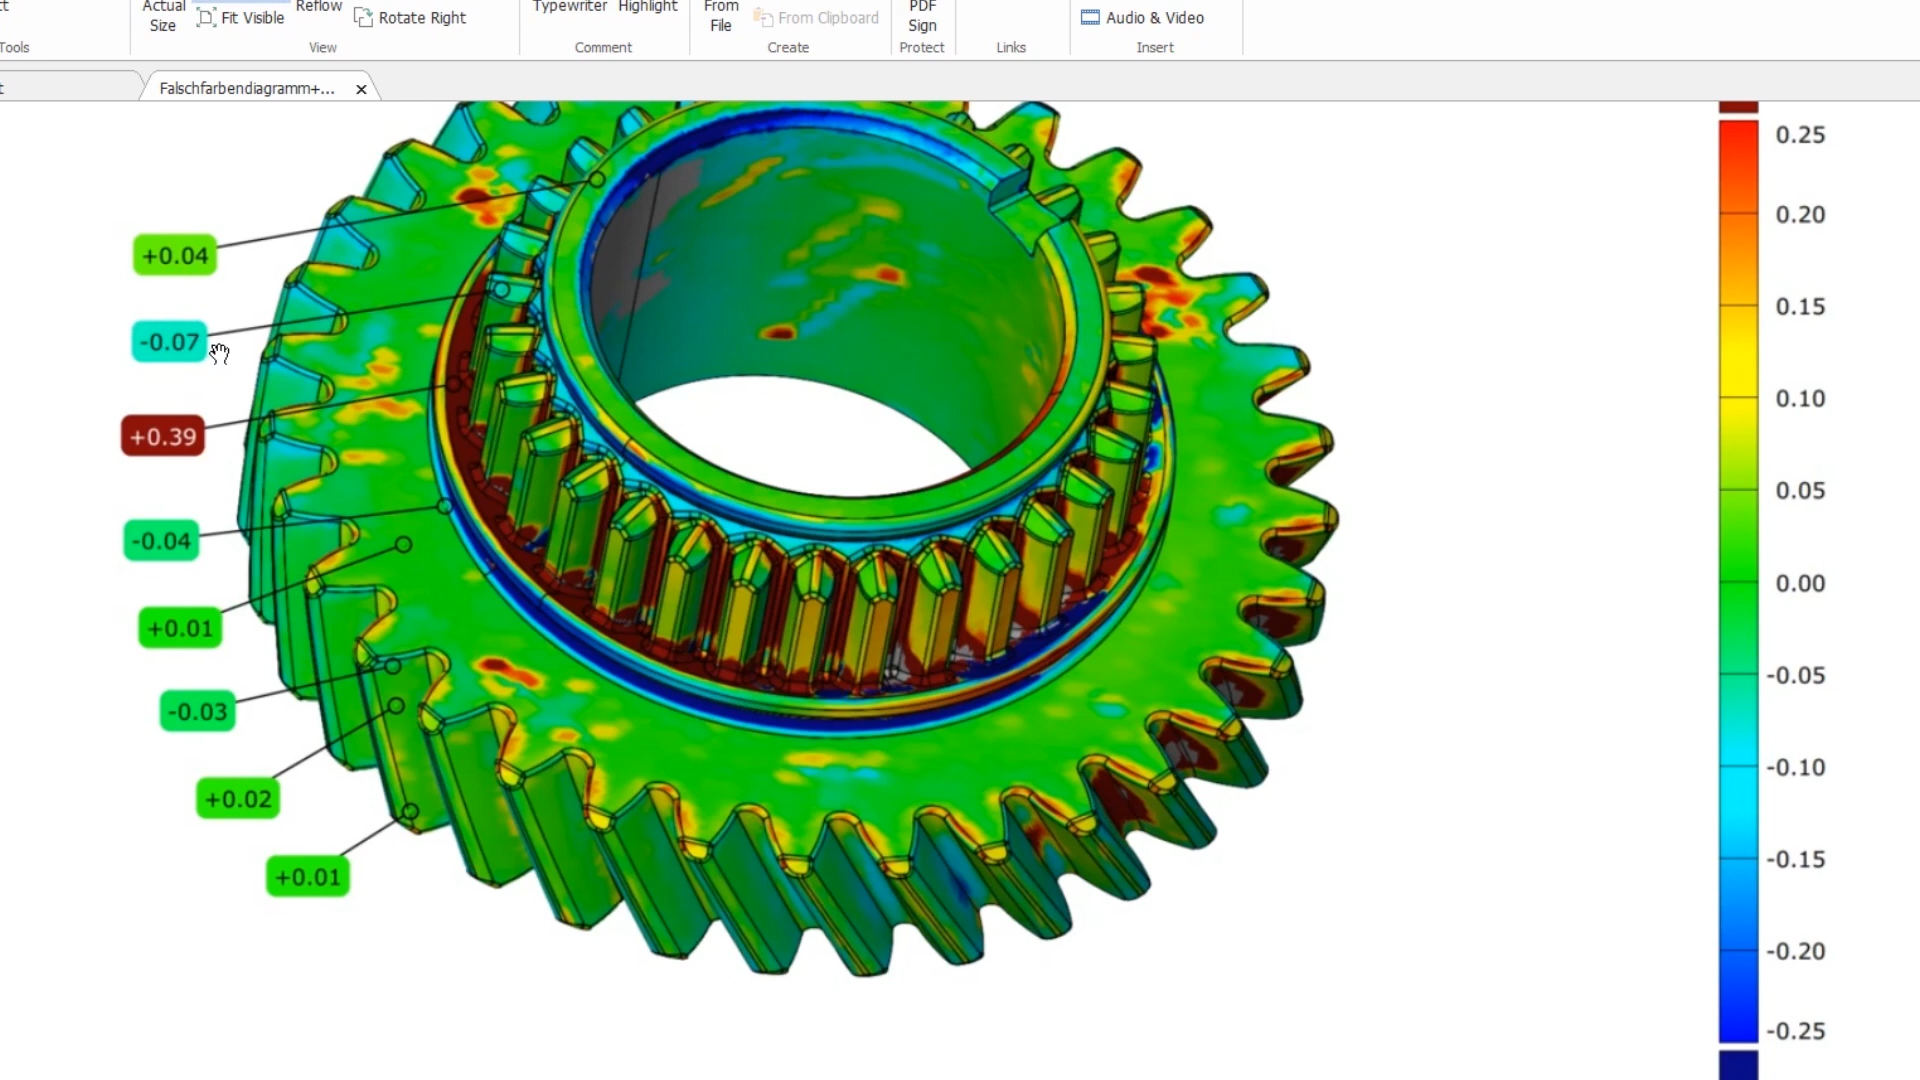 Actual
Size
Fit Visible
Reflow
Rotate Right
View
Tools
Typewriter
Highlight
Comment
From
File
From Clipboard
Create
PDF
Sign
Protect
Links
Audio & Video
Insert
Falschfarbendiagramm+...
+0.04
-0.07
+0.39
-0.04
+0.01
-0.03
+0.02
+0.01
0.25
0.20
0.15
0.10
0.05
0.00
-0.05
-0.10
-0.15
-0.20
-0.25